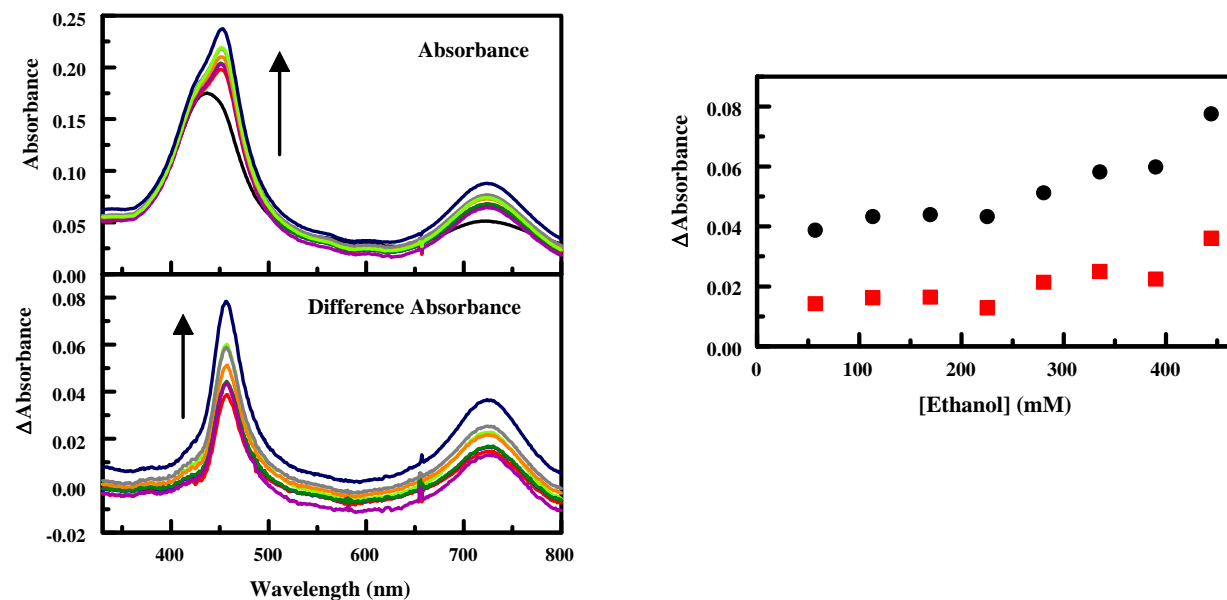 0.25
Absorbance
0.20
0.15
0.10
0.05
0.00
Absorbance
0.08
Difference Absorbance
0.06
0.04
0.02
0.00
-0.02
ΔAbsorbance
400 500 600 700 800
Wavelength (nm)
0.08
0.06
0.04
0.02
0.00
ΔAbsorbance
0 100 200 300 400
[Ethanol] (mM)